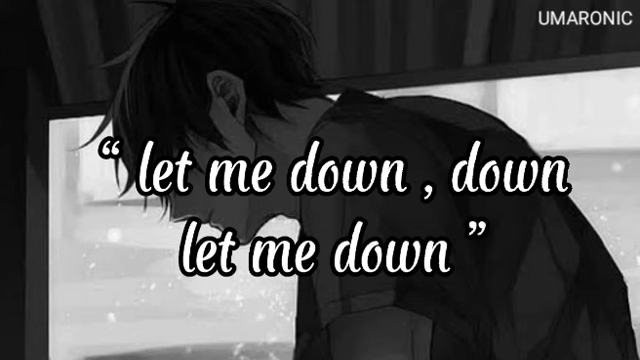 UMARONIC
“ let me down , down
let me down ”